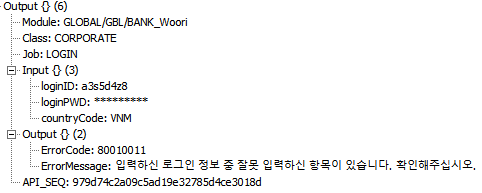 Output {} (6)
Module: GLOBAL/GBL/BANK_Woori
Class: CORPORATE
Job: LOGIN
Input {} (3)
loginID: a3s5d4z8
loginPWD: *********
countryCode: VNM
Output {} (2)
ErrorCode: 80010011
ErrorMessage: 입력하신 로그인 정보 중 잘못 입력하신 항목이 있습니다. 확인해주십시오.
API_SEQ: 979d74c2a09c5ad19e32785d4ce3018d